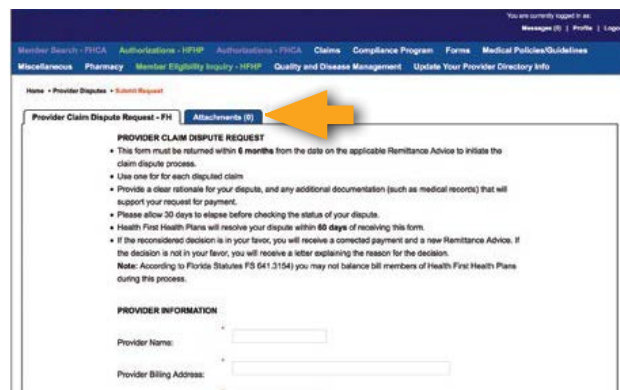 You are currently logged in as:
Messages (0) | Profile | Logo
Member Search - FHCA Authorizations - HFHP Authorizations - FHCA Claims Compliance Program Forms Medical Policies/Guidelines
Miscellaneous Pharmacy Member Eligibility Inquiry - HFHP Quality and Disease Management Update Your Provider Directory Info
Home • Provider Disputes • Submit Request
Provider Claim Dispute Request - FH Attachments (0)
PROVIDER CLAIM DISPUTE REQUEST
• This form must be returned within 6 months from the date on the applicable Remittance Advice to initiate the
claim dispute process.
• Use one for for each disputed claim
• Provide a clear rationale for your dispute, and any additional documentation (such as medical records) that will
support your request for payment.
• Please allow 30 days to elapse before checking the status of your dispute.
• Health First Health Plans will resolve your dispute within 60 days of receiving this form.
• If the reconsidered decision is in your favor, you will receive a corrected payment and a new Remittance Advice. If
the decision is not in your favor, you will receive a letter explaining the reason for the decision.
Note: According to Florida Statutes FS 641.3154) you may not balance bill members of Health First Health Plans
during this process.
PROVIDER INFORMATION
*
Provider Name:
*
Provider Billing Address:
*